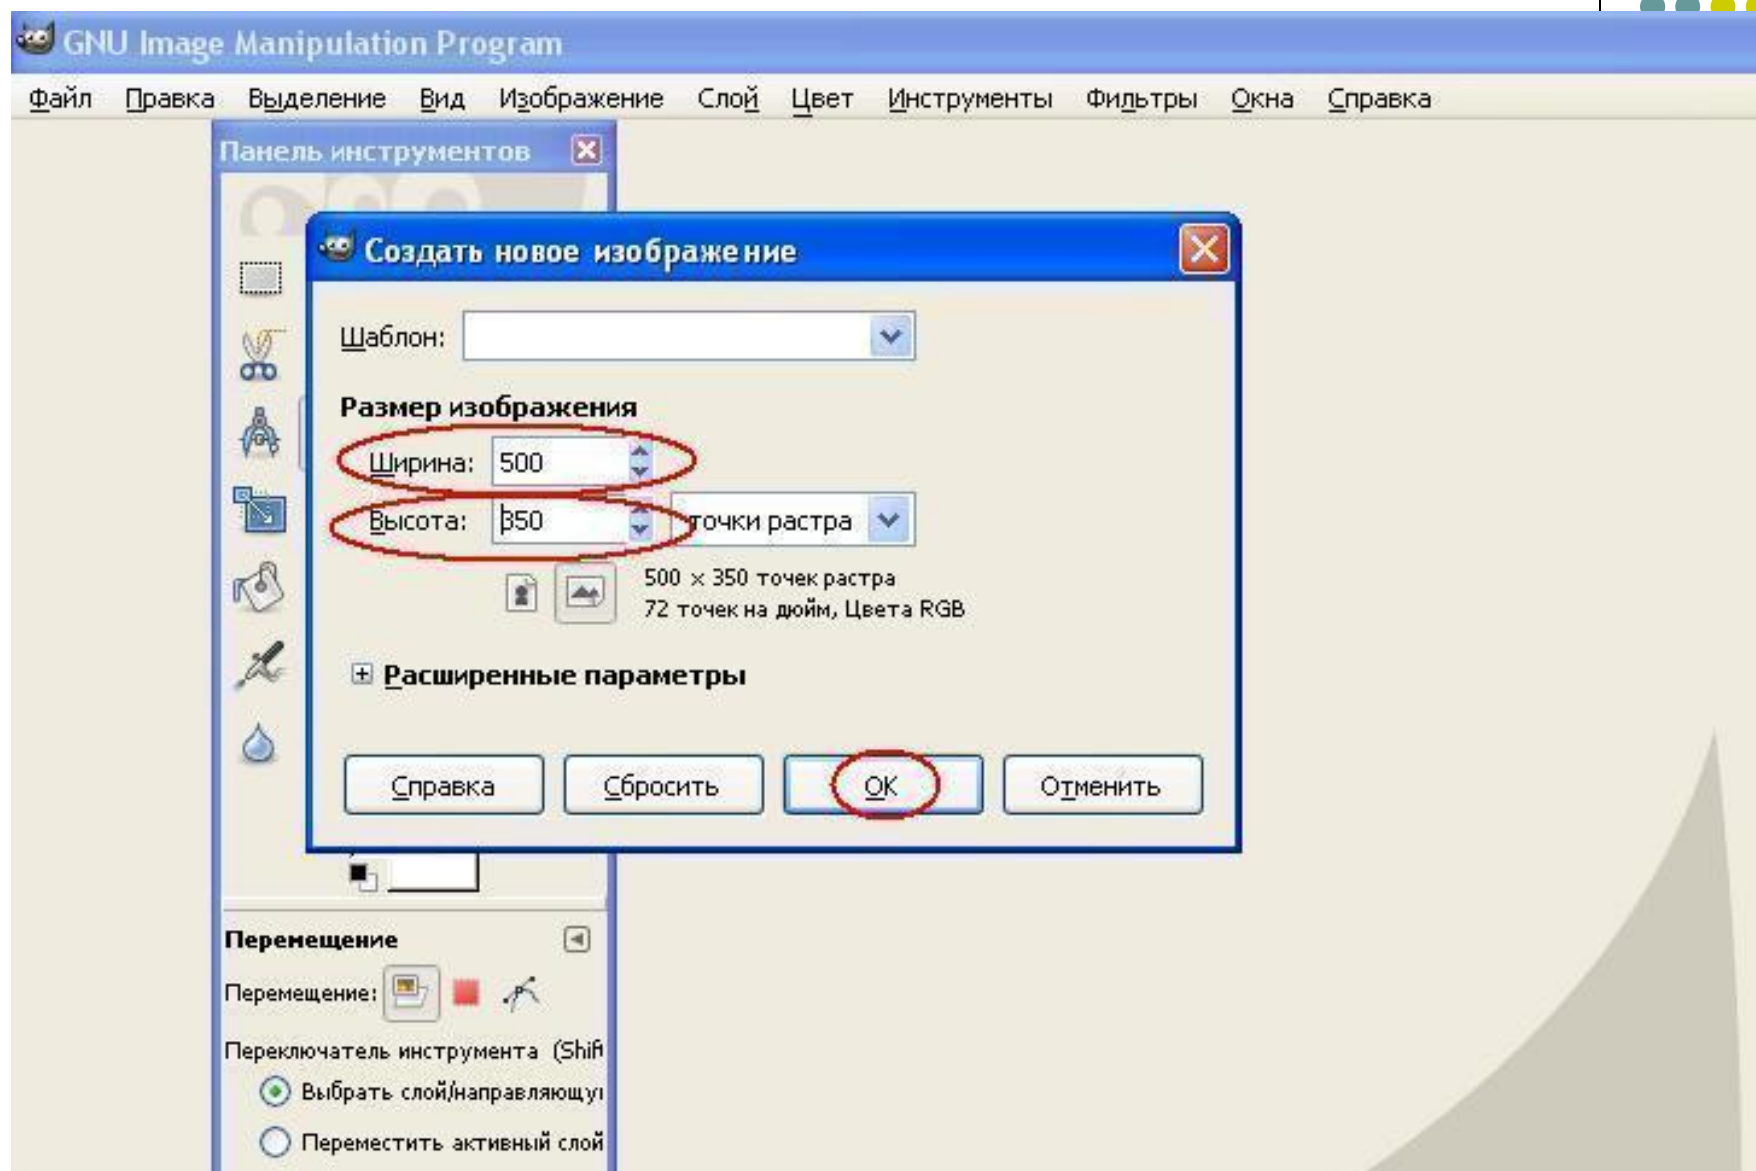 GNU Image Manipulation Program
Файл Правка Выделение Вид Изображение Слой Цвет Инструменты Фильтры Окна Справка
Панель инструментов
Создать новое изображение
Шаблон:
Размер изображения
Ширина: 500
Высота: 350 точки растра
500 × 350 точек растра
72 точек на дюйм, Цвета RGB
Расширенные параметры
Справка Сбросить OK Отменить
Перемещение
Перемещение:
Переключатель инструмента (Shift
Выбрать слой/направляющу
Переместить активный слой